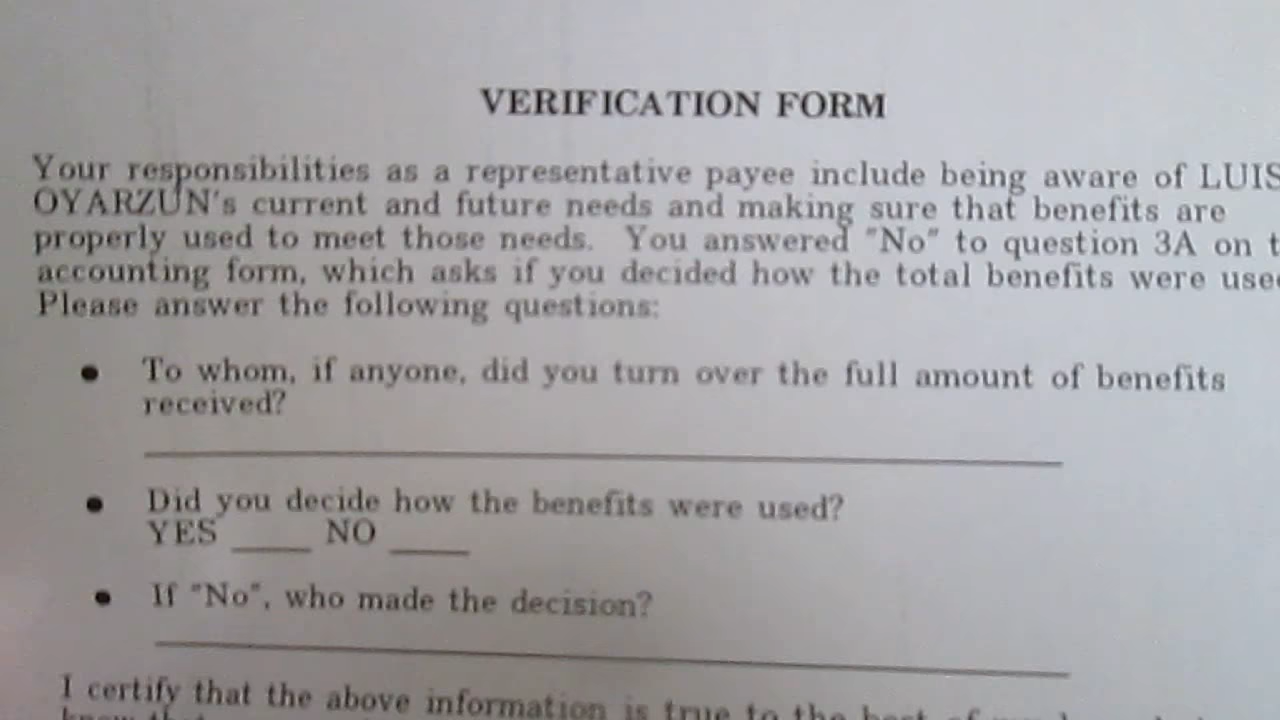 VERIFICATION FORM
Your responsibilities as a representative payee include being aware of LUIS
OYARZUN's current and future needs and making sure that benefits are
properly used to meet those needs. You answered "No" to question 3A on
accounting form, which asks if you decided how the total benefits were
Please answer the following questions:
• To whom, if anyone, did you turn over the full amount of benefits
received?
• Did you decide how the benefits were used?
YES ____ NO ____
• If "No", who made the decision?
I certify that the above information is true to the best of
know that